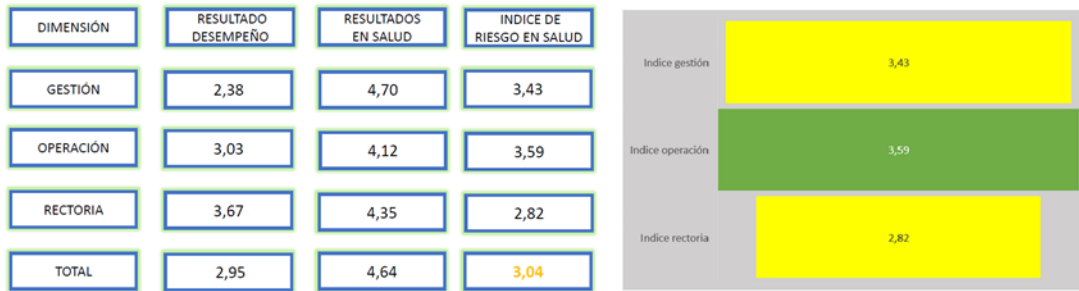 DIMENSIÓN
RESULTADO
DESEMPEÑO
RESULTADOS
EN SALUD
INDICE DE
RIESGO EN SALUD
GESTIÓN 2,38 4,70 3,43
OPERACIÓN 3,03 4,12 3,59
RECTORIA 3,67 4,35 2,82
TOTAL 2,95 4,64 3,04
Indice gestión 3,43
Indice operación 3,59
Indice rectoria 2,82